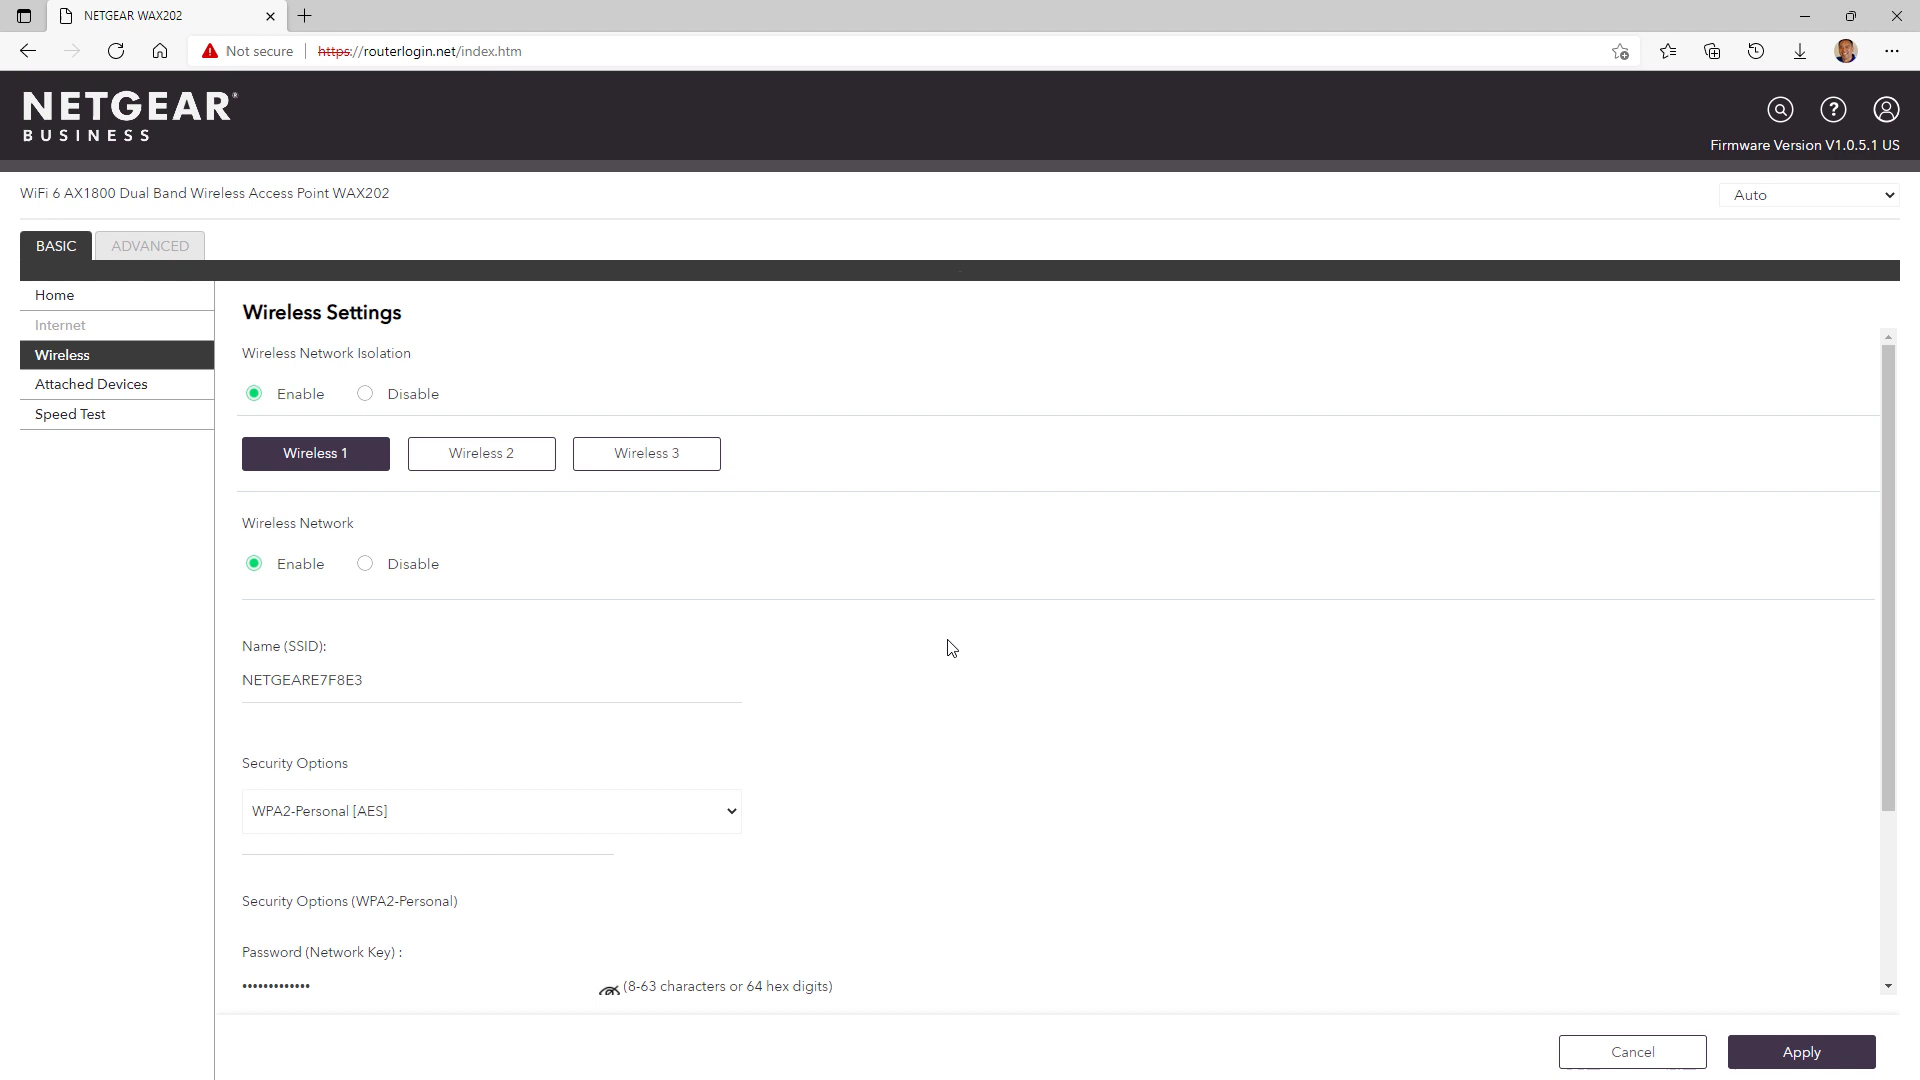 NETGEAR WAX202
Not secure https://routerlogin.net/index.htm
NETGEAR®
BUSINESS
Firmware Version V1.0.5.1 US
WiFi 6 AX1800 Dual Band Wireless Access Point WAX202
Auto
BASIC
ADVANCED
Home
Internet
Wireless
Attached Devices
Speed Test
Wireless Settings
Wireless Network Isolation
Enable Disable
Wireless 1 Wireless 2 Wireless 3
Wireless Network
Enable Disable
Name (SSID):
NETGEARE7F8E3
Security Options
WPA2-Personal [AES]
Security Options (WPA2-Personal)
Password (Network Key) :
••••••••••••• (8-63 characters or 64 hex digits)
Cancel Apply